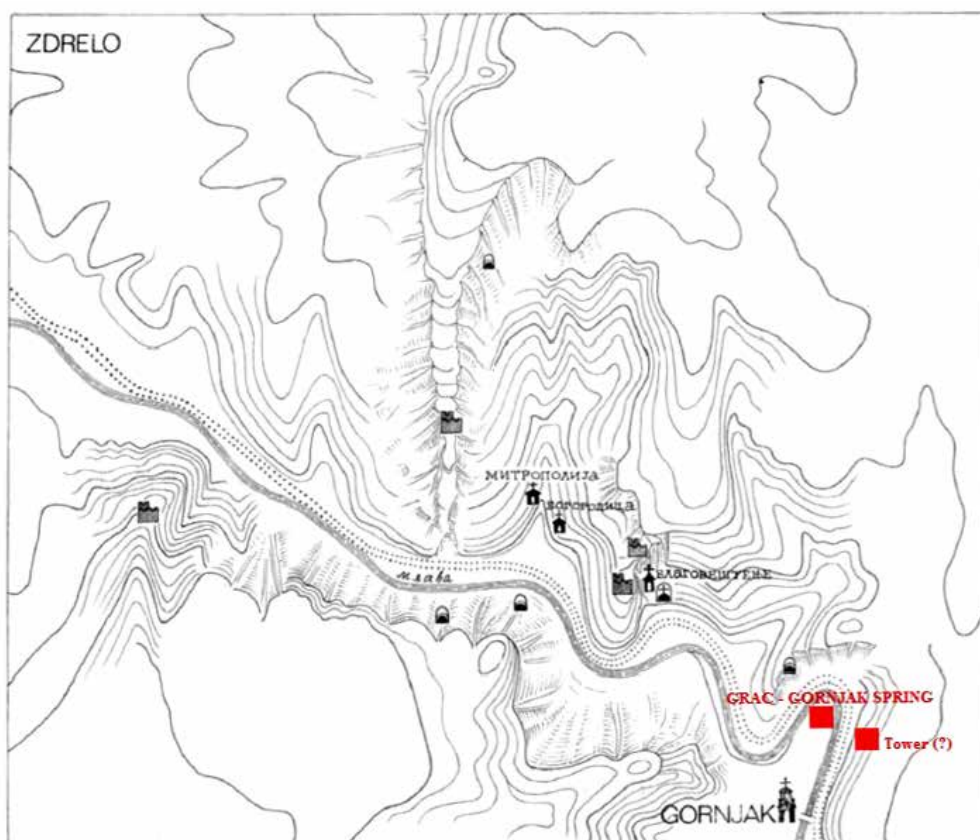 ZDRELO
МИТРОПОЛИЈА
БОГОРОДИЦА
БЛАГОВЕШТЕЊЕ
млава
GRAC - GORNJAK SPRING
Tower (?)
GORNJAK